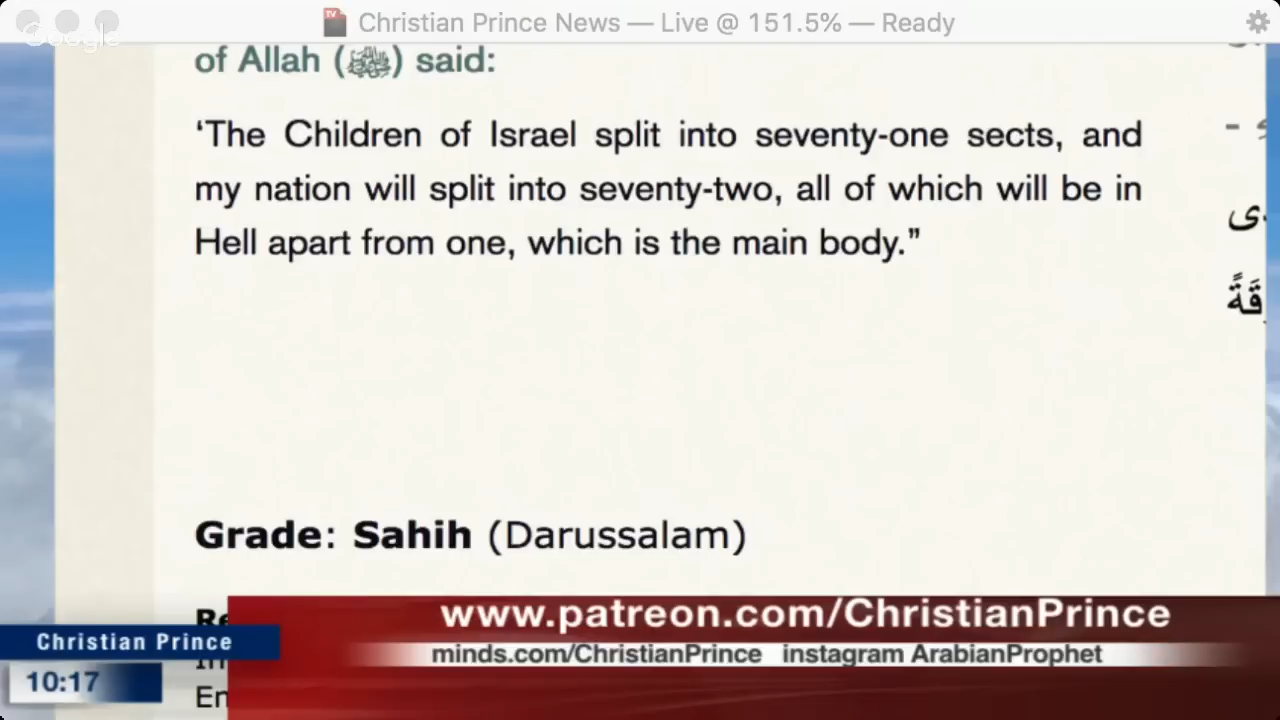 Christian Prince News — Live @ 151.5% — Ready
Google
of Allah (ﷺ) said:
‘The Children of Israel split into seventy-one sects, and
my nation will split into seventy-two, all of which will be in
Hell apart from one, which is the main body.”
Grade: Sahih (Darussalam)
www.patreon.com/ChristianPrince
Christian Prince
minds.com/ChristianPrince instagram ArabianProphet
10:17